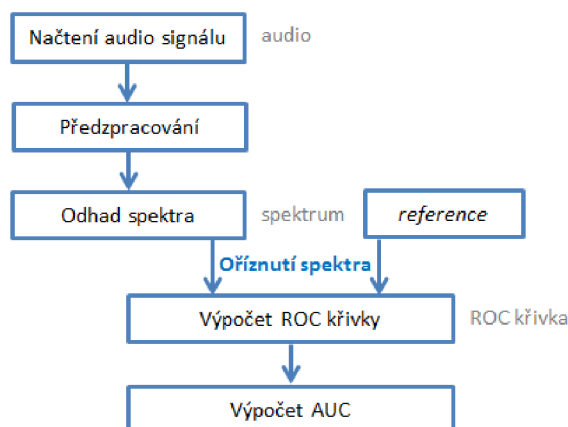 Načtení audio signálu
audio
Předzpracování
Odhad spektra
spektrum
reference
Oříznutí spektra
Výpočet ROC křivky
ROC křivka
Výpočet AUC